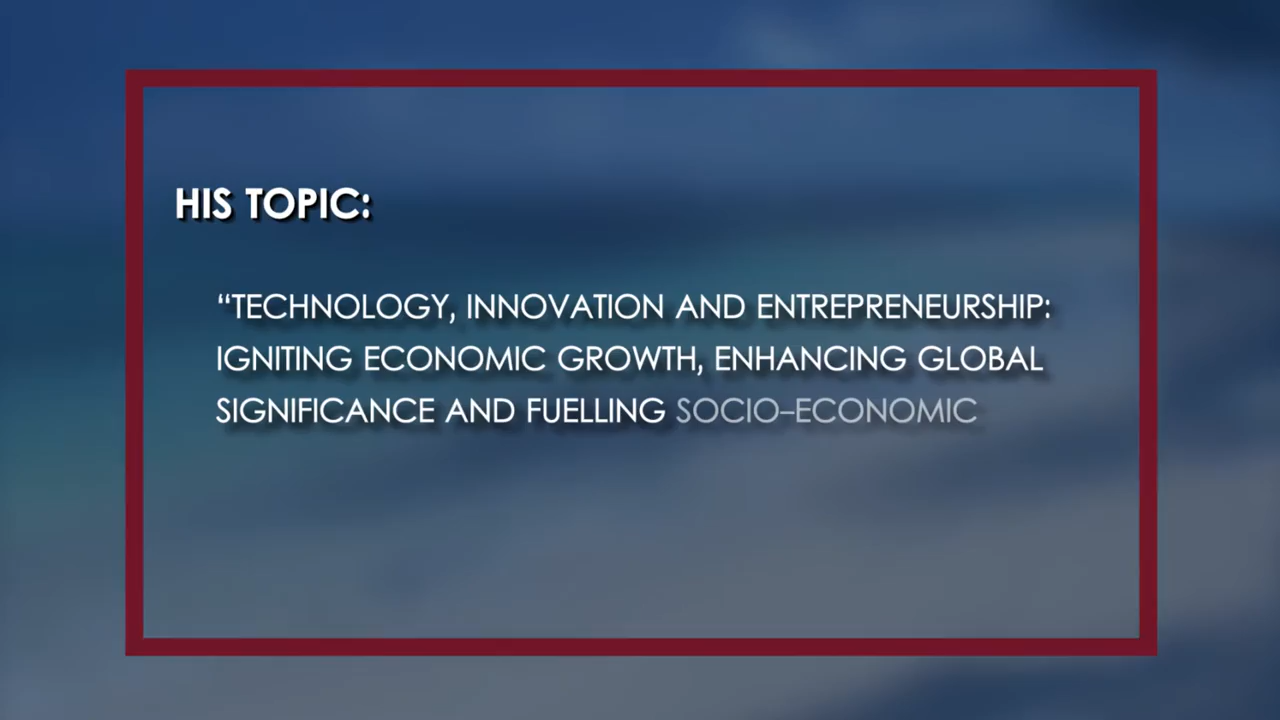 HIS TOPIC:
“TECHNOLOGY, INNOVATION AND ENTREPRENEURSHIP:
IGNITING ECONOMIC GROWTH, ENHANCING GLOBAL
SIGNIFICANCE AND FUELLING SOCIO–ECONOMIC